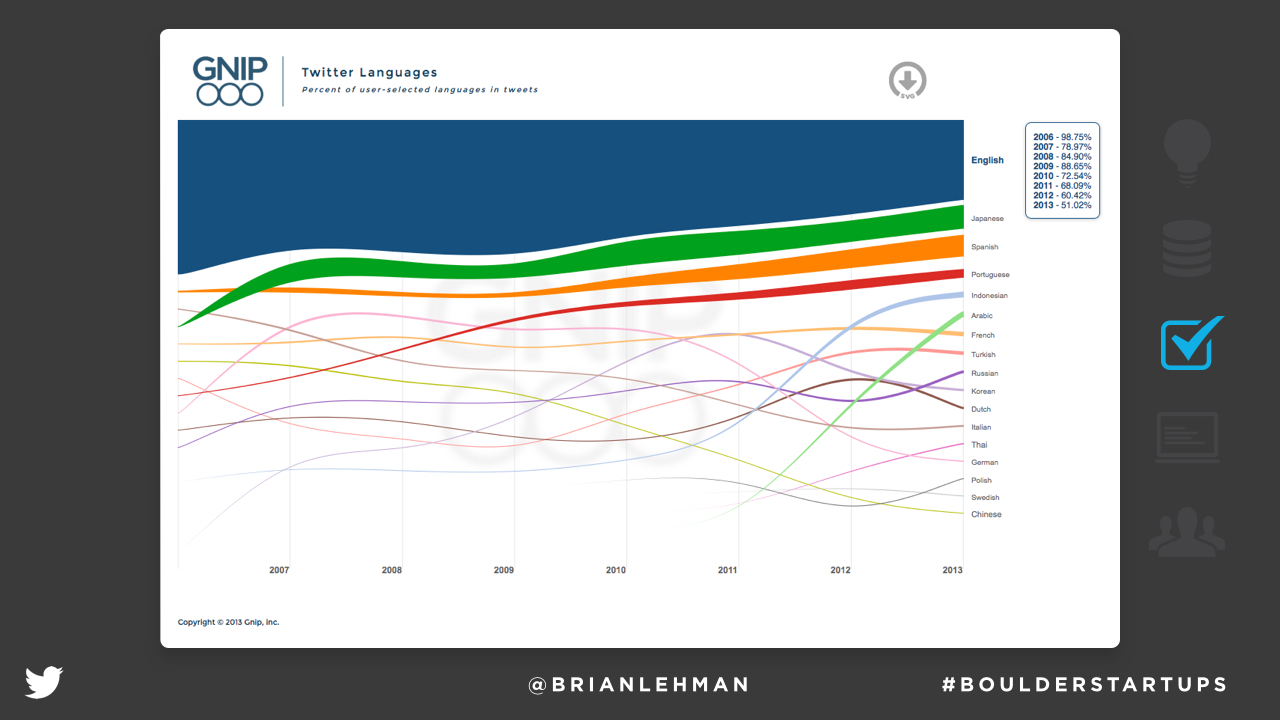 GNIP
Twitter Languages
Percent of user-selected languages in tweets
SVG
English
2006 - 98.75%
2007 - 78.97%
2008 - 84.90%
2009 - 88.65%
2010 - 72.54%
2011 - 68.09%
2012 - 60.42%
2013 - 51.02%
Japanese
Spanish
Portuguese
Indonesian
Arabic
French
Turkish
Russian
Korean
Dutch
Italian
Thai
German
Polish
Swedish
Chinese
GNIP
2007 2008 2009 2010 2011 2012 2013
Copyright © 2013 Gnip, inc.
@BRIANLEHMAN
#BOULDERSTARTUPS